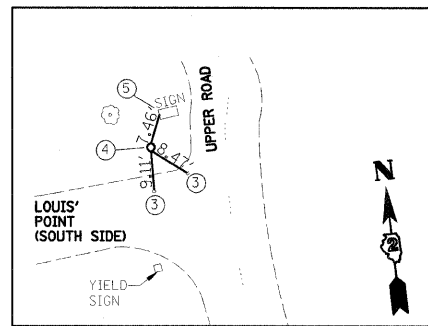 5
SIGN
UPPER ROAD
7.46'
4
8.47'
9.11'
3
3
N
2
LOUIS'
POINT
(SOUTH SIDE)
YIELD
SIGN